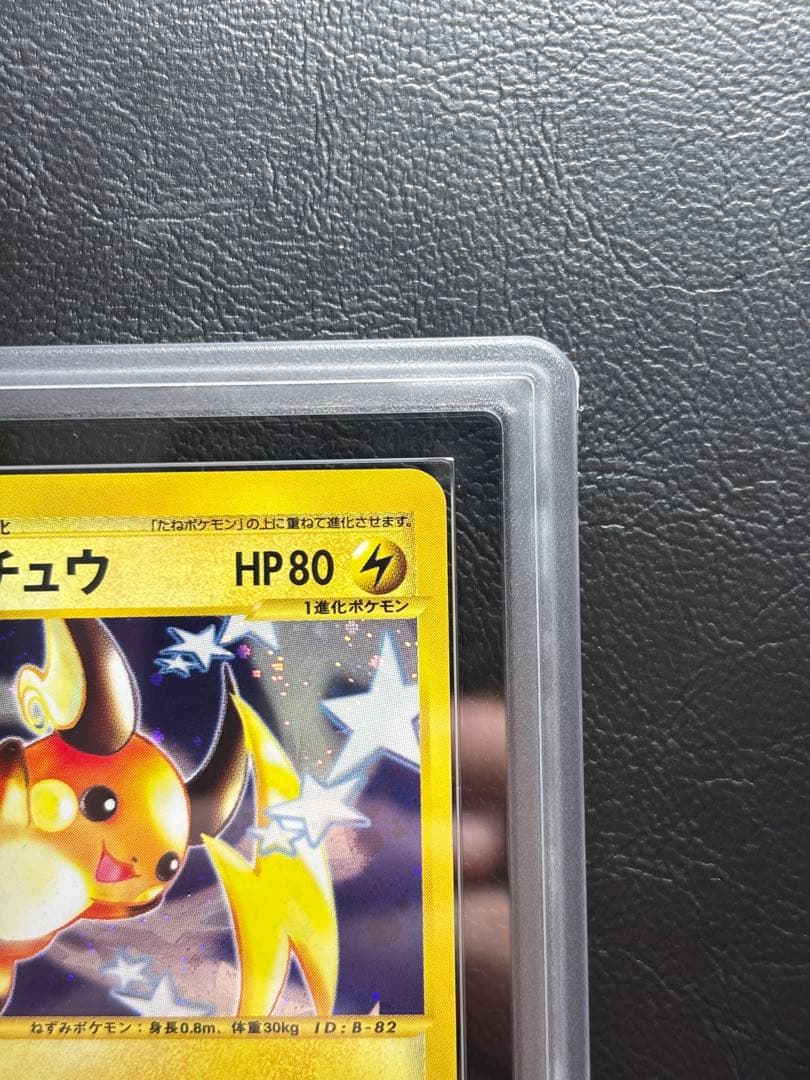 化 「たねポケモン」の上に重ねて進化させます。
チュウ HP80
1進化ポケモン
ねずみポケモン：身長0.8m、体重30kg ID：B-82